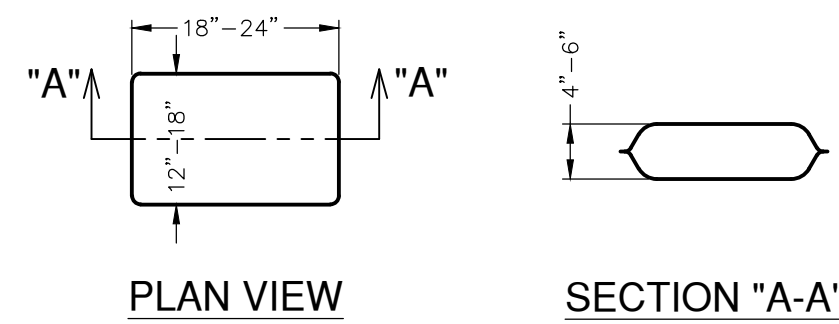 18”–24”
"A" "A"
12”–18”
4”–6”
PLAN VIEW
SECTION "A-A'